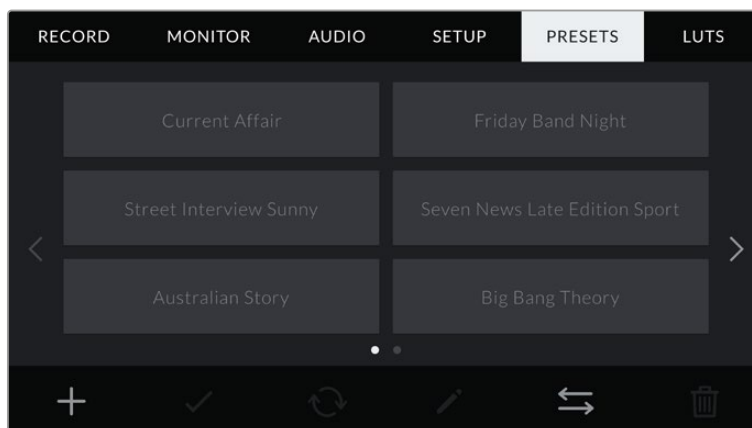 RECORD MONITOR AUDIO SETUP PRESETS LUTS
Current Affair Friday Band Night
Street Interview Sunny Seven News Late Edition Sport
Australian Story Big Bang Theory